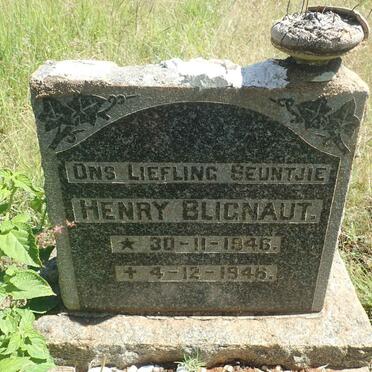 ONS LIEFLING SEUNTJIE
HENRY BLIGNAUT.
★ 30-11-1946.
✝ 4-12-1946.